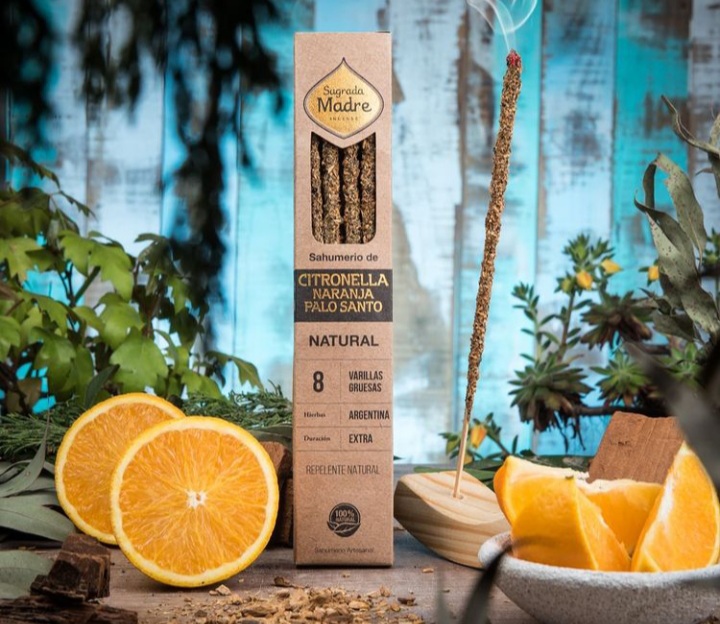 Sagrada
Madre
INCENSE
Sahumerio de
CITRONELLA
NARANJA
PALO SANTO
NATURAL
8 VARILLAS
GRUESAS
Hierbas ARGENTINA
Duración EXTRA
REPELENTE NATURAL
100%
NATURAL
Sahumerio Artesanal